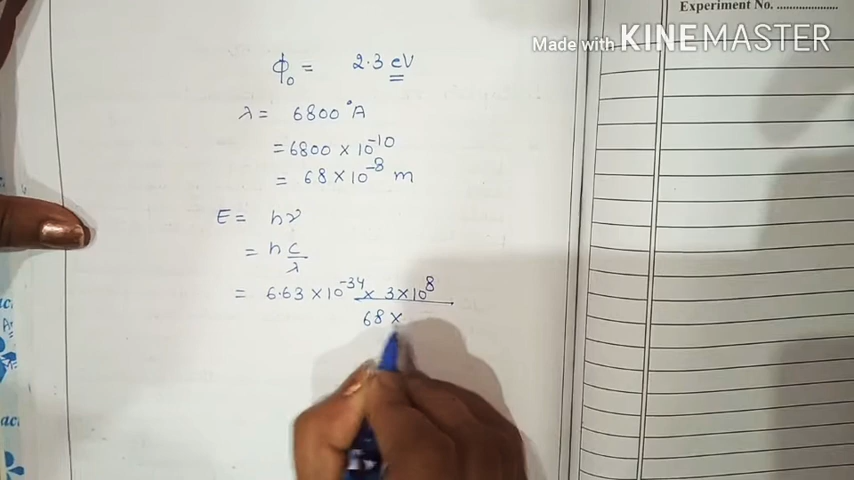 Experiment No. ....................
Made with KINEMASTER
ϕ₀ = 2.3 eV
λ = 6800 °A
= 6800 × 10⁻¹⁰
= 68 × 10⁻⁸ m
E = hν
= h c/λ
= 6.63 × 10⁻³⁴ × 3 × 10⁸
68 ×